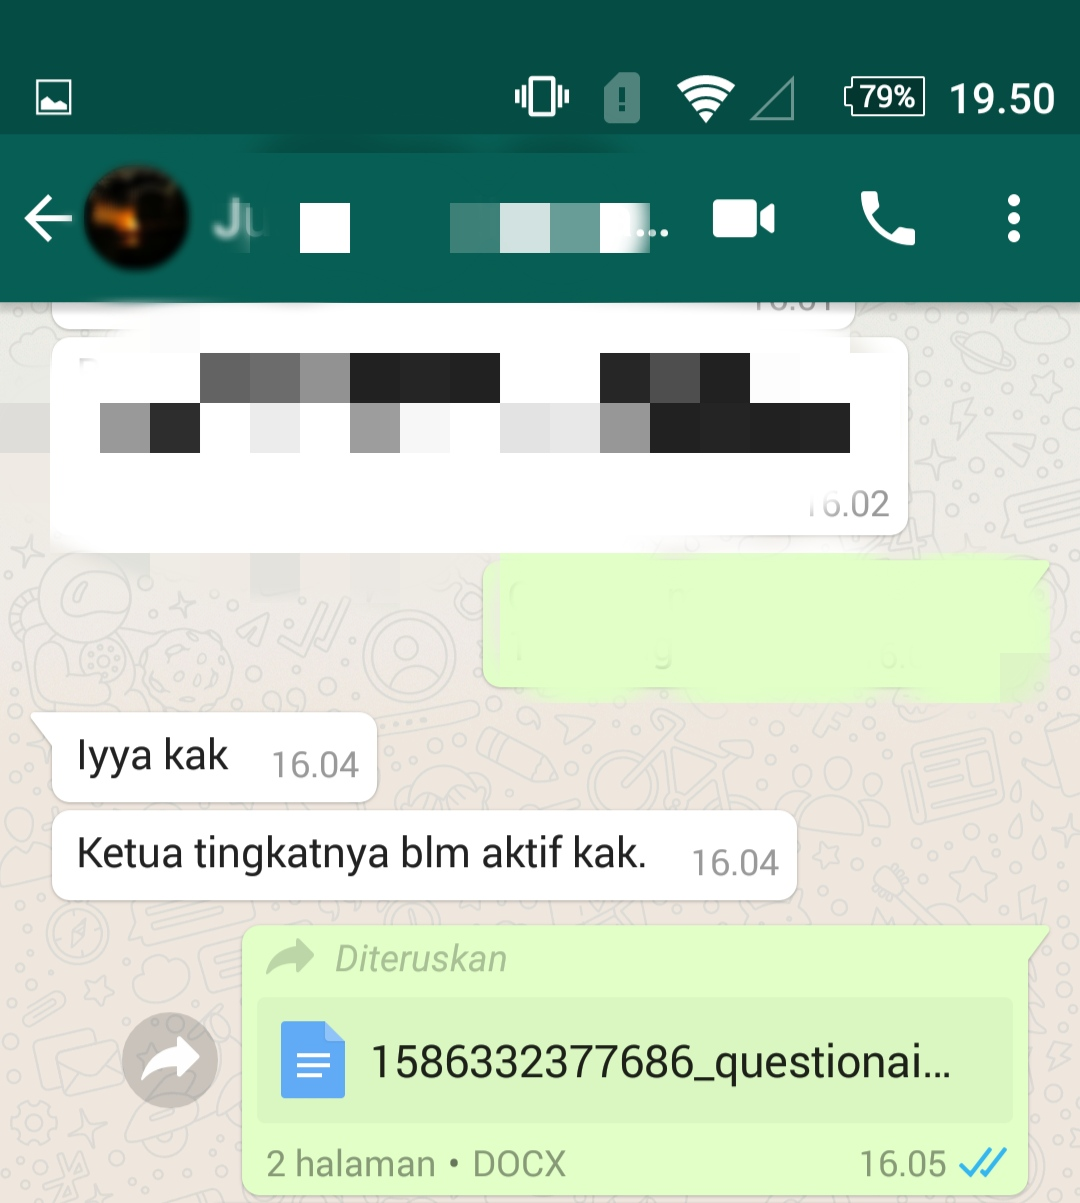 79% 19.50
16.02
Iyya kak 16.04
Ketua tingkatnya blm aktif kak. 16.04
Diteruskan
1586332377686_questionai...
2 halaman • DOCX 16.05